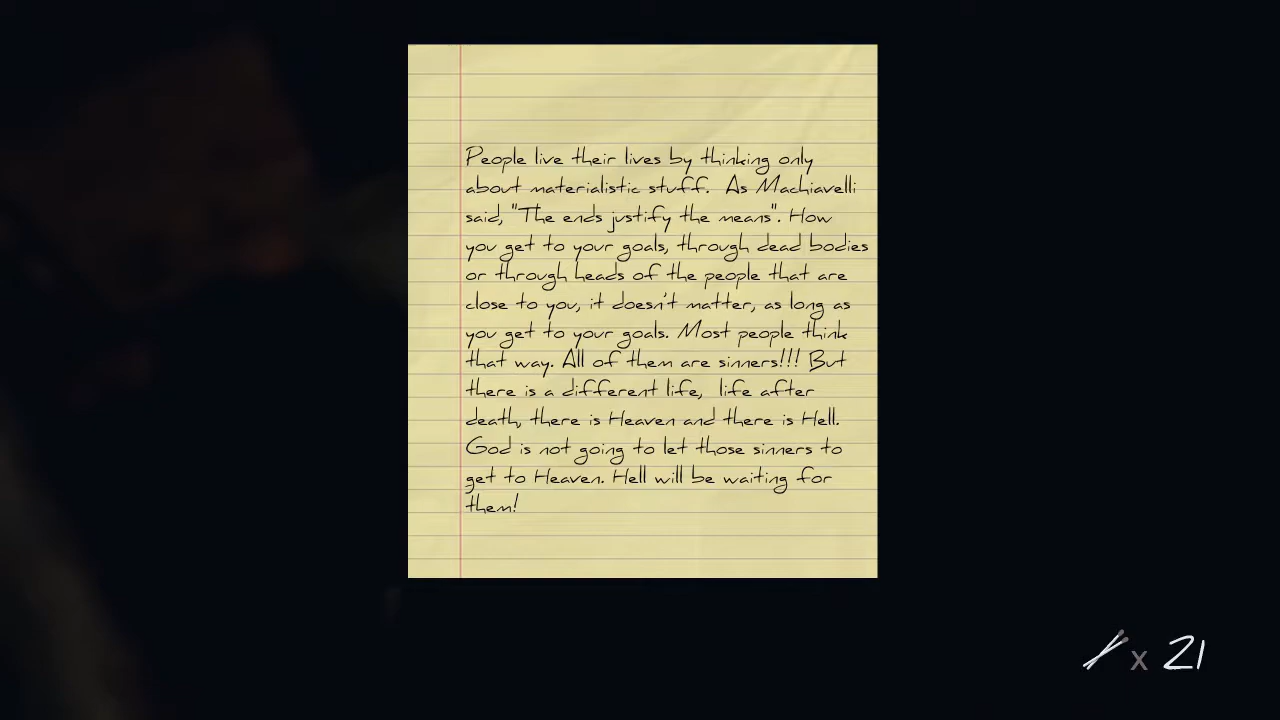 People live their lives by thinking only
about materialistic stuff.  As Machiavelli
said, "The ends justify the means". How
you get to your goals, through dead bodies
or through heads of the people that are
close to you, it doesn't matter, as long as
you get to your goals. Most people think
that way. All of them are sinners!!! But
there is a different life,  life after
death, there is Heaven and there is Hell.
God is not going to let those sinners to
get to Heaven. Hell will be waiting for
them!
x 21